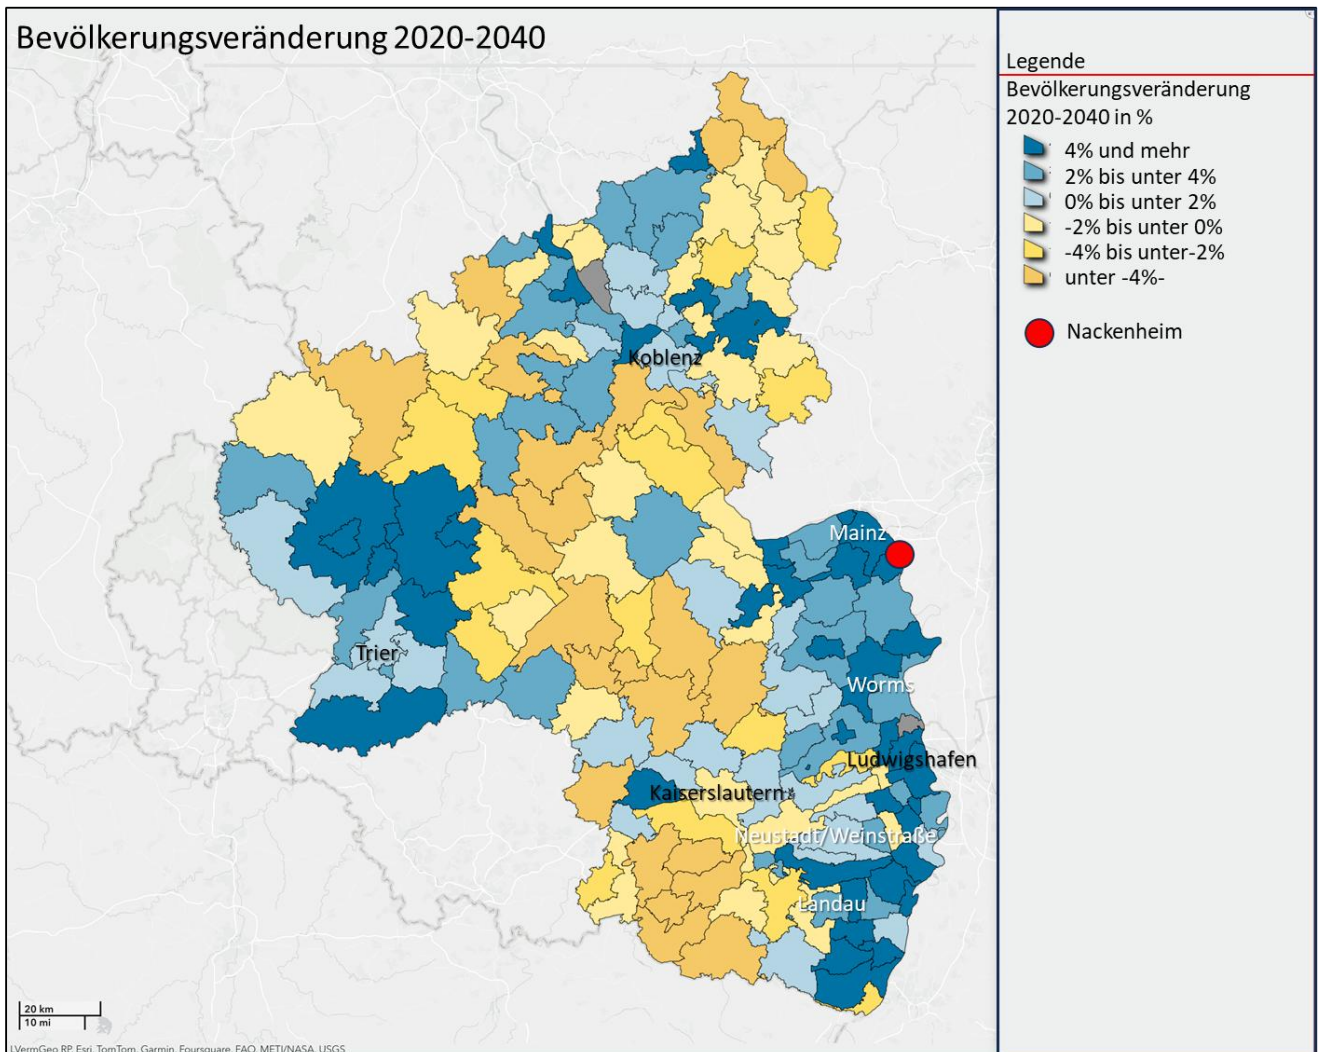 Bevölkerungsveränderung 2020-2040
Legende
Bevölkerungsveränderung
2020-2040 in %
4% und mehr
2% bis unter 4%
0% bis unter 2%
-2% bis unter 0%
-4% bis unter-2%
unter -4%-
Nackenheim
Koblenz
Mainz
Trier
Worms
Ludwigshafen
Kaiserslautern
Neustadt/Weinstraße
Landau
20 km
10 mi
LVermGeo RP, Esri, TomTom, Garmin, Foursquare, FAO, METI/NASA, USGS